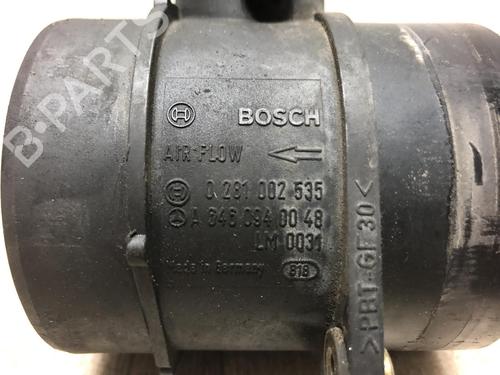 B-PARTS
BOSCH
AIR FLOW
0 281 002 535
A 646 094 00 48
LM 0031
Made in Germany 818
>PBT-GF30<